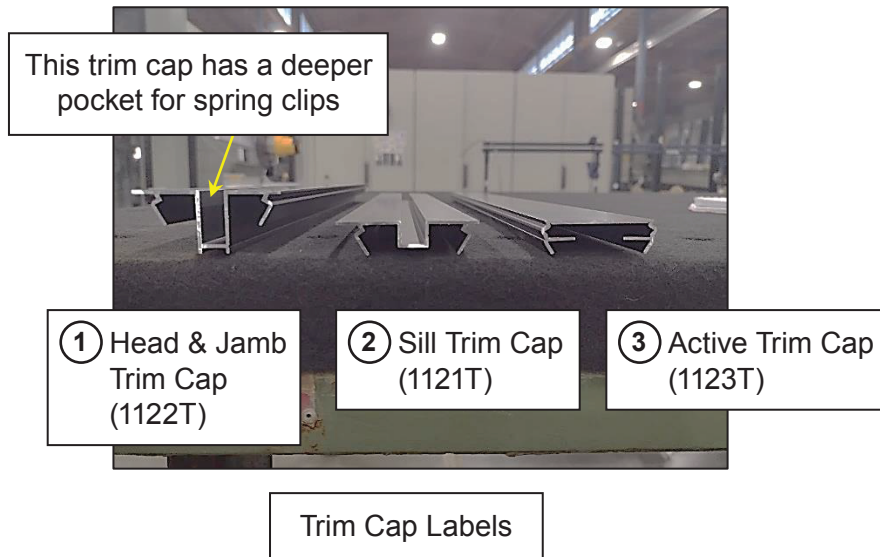 This trim cap has a deeper
pocket for spring clips
1 Head & Jamb
Trim Cap
(1122T)
2 Sill Trim Cap
(1121T)
3 Active Trim Cap
(1123T)
Trim Cap Labels